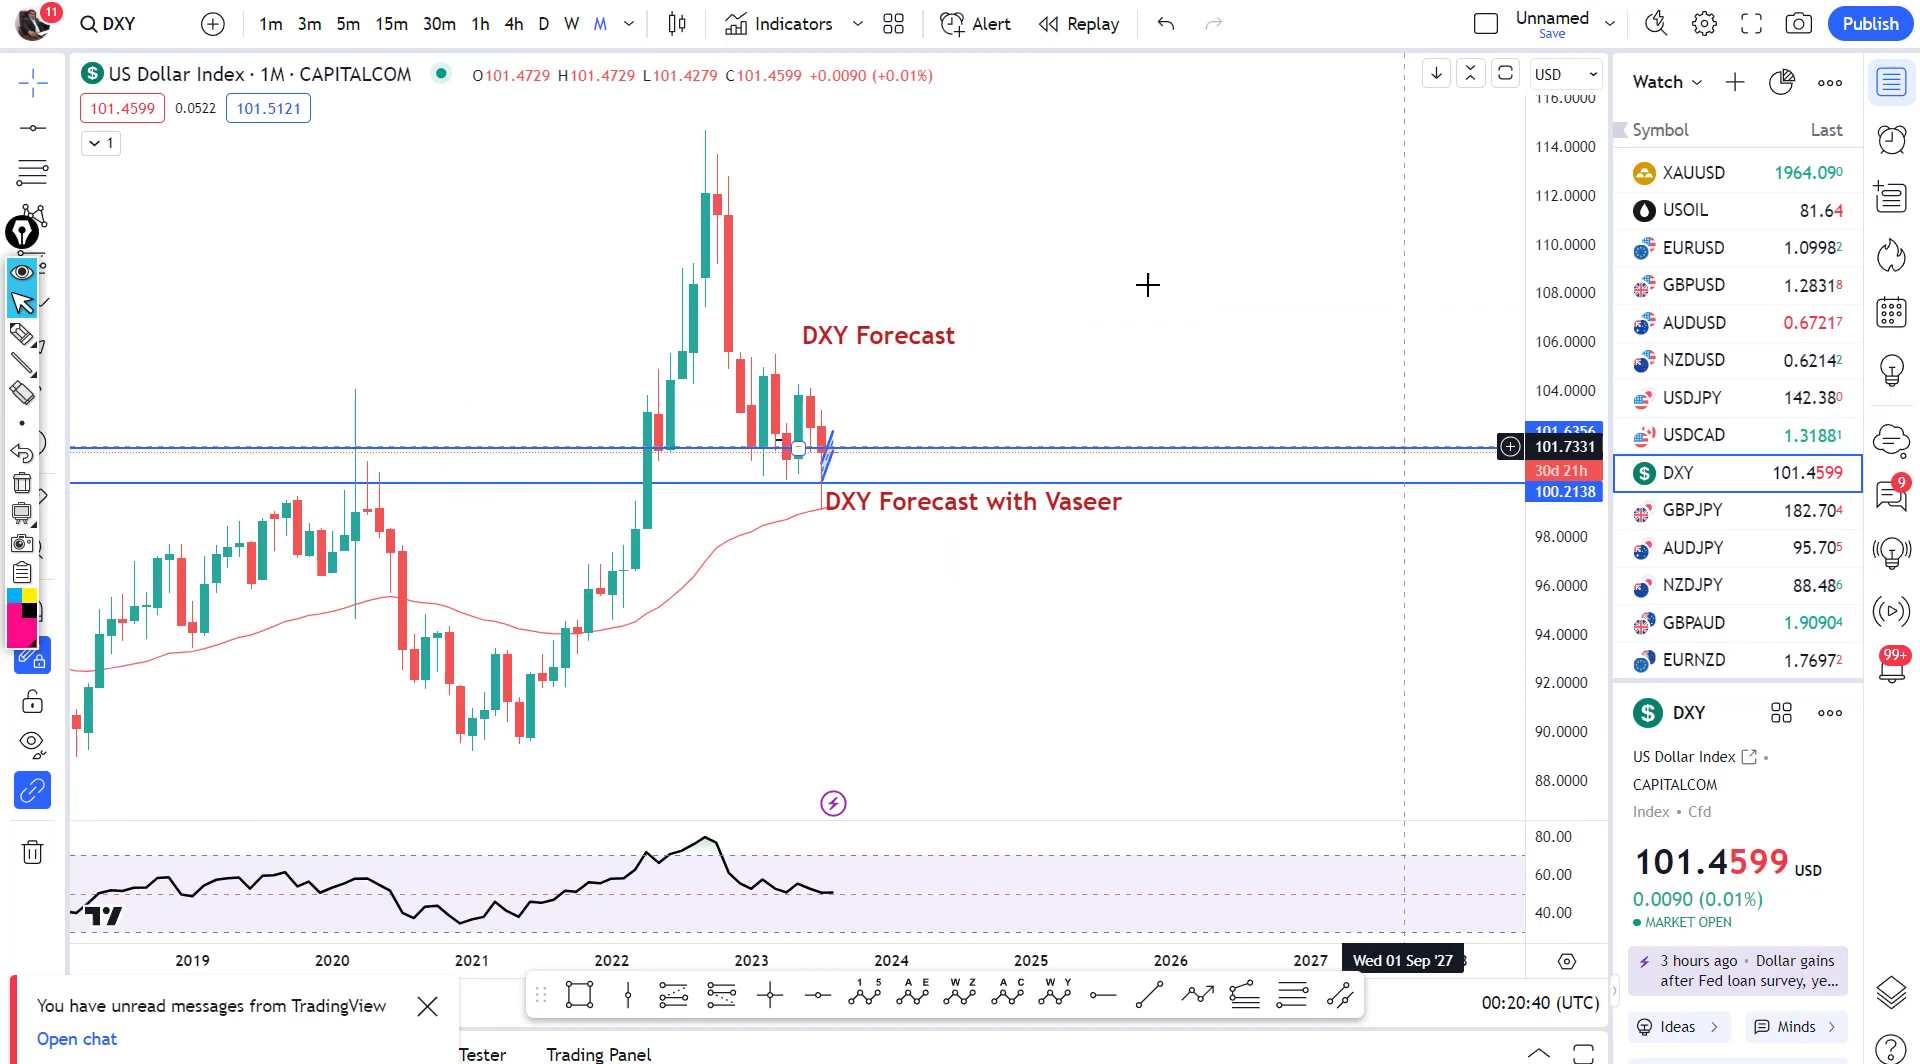 11
DXY
1m 3m 5m 15m 30m 1h 4h D W M
Indicators
Alert
Replay
Unnamed
Save
Publish
$ US Dollar Index · 1M · CAPITALCOM
O101.4729 H101.4729 L101.4279 C101.4599 +0.0090 (+0.01%)
101.4599 0.0522 101.5121
1
USD
116.0000
114.0000
112.0000
110.0000
108.0000
106.0000
104.0000
101.6356
101.7331
30d 21h
100.2138
98.0000
96.0000
94.0000
92.0000
90.0000
88.0000
80.00
60.00
40.00
DXY Forecast
DXY Forecast with Vaseer
2019 2020 2021 2022 2023 2024 2025 2026 2027
Wed 01 Sep '27
Watch
Symbol Last
XAUUSD 1964.090
USOIL 81.64
EURUSD 1.09982
GBPUSD 1.28318
AUDUSD 0.67217
NZDUSD 0.62142
USDJPY 142.380
USDCAD 1.31881
$ DXY 101.4599
GBPJPY 182.704
AUDJPY 95.705
NZDJPY 88.486
GBPAUD 1.90904
EURNZD 1.76972
9
99+
$ DXY
US Dollar Index
CAPITALCOM
Index • Cfd
101.4599 USD
0.0090 (0.01%)
MARKET OPEN
3 hours ago • Dollar gains
after Fed loan survey, ye...
Ideas
Minds
You have unread messages from TradingView
Open chat
1 5
A E
W Z
A C
W Y
00:20:40 (UTC)
Tester
Trading Panel